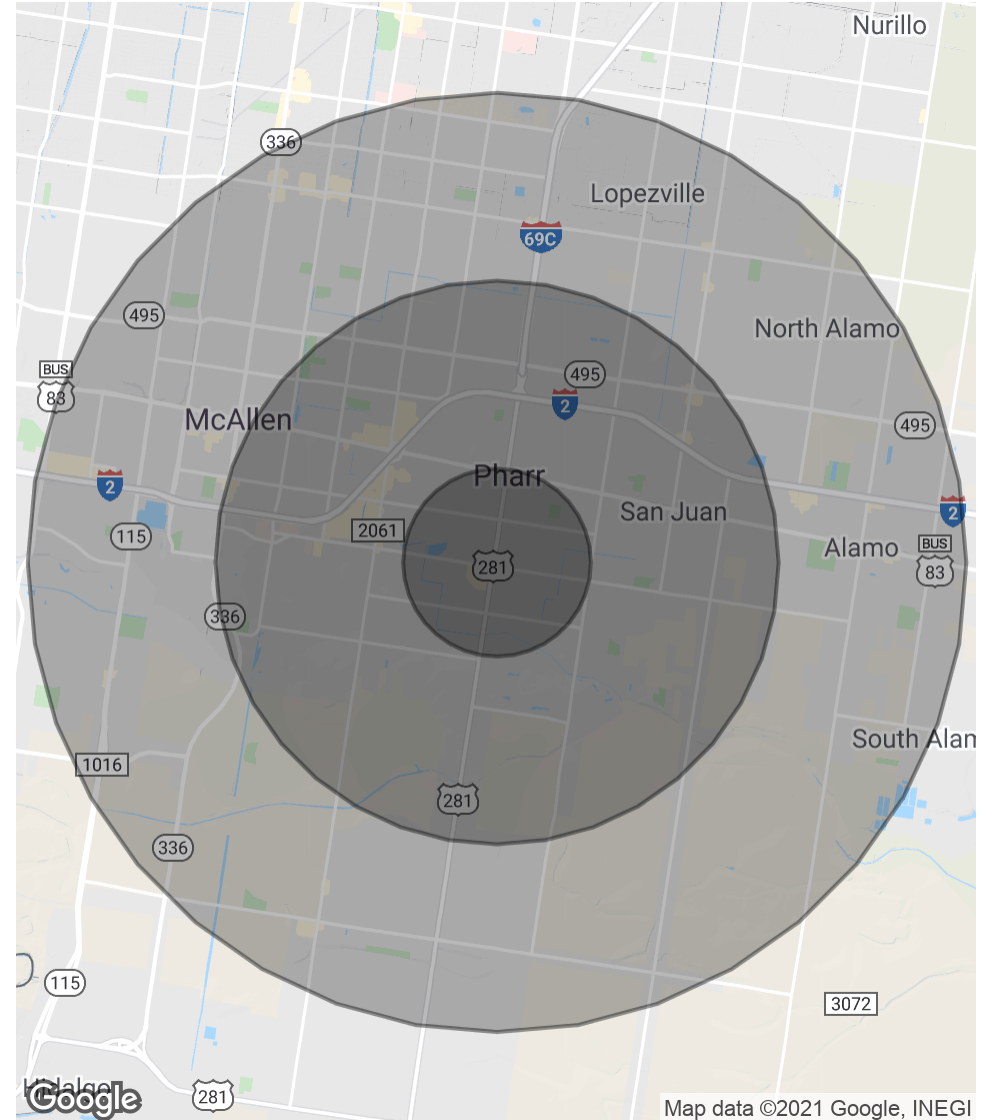 Nurillo
336
Lopezville
69C
495
North Alamo
BUS
83
495
2
McAllen
495
Pharr
2
2
San Juan
2061
115
Alamo
BUS
83
281
336
South Alam
1016
281
336
115
3072
Hidalgo
Google
281
Map data ©2021 Google, INEGI